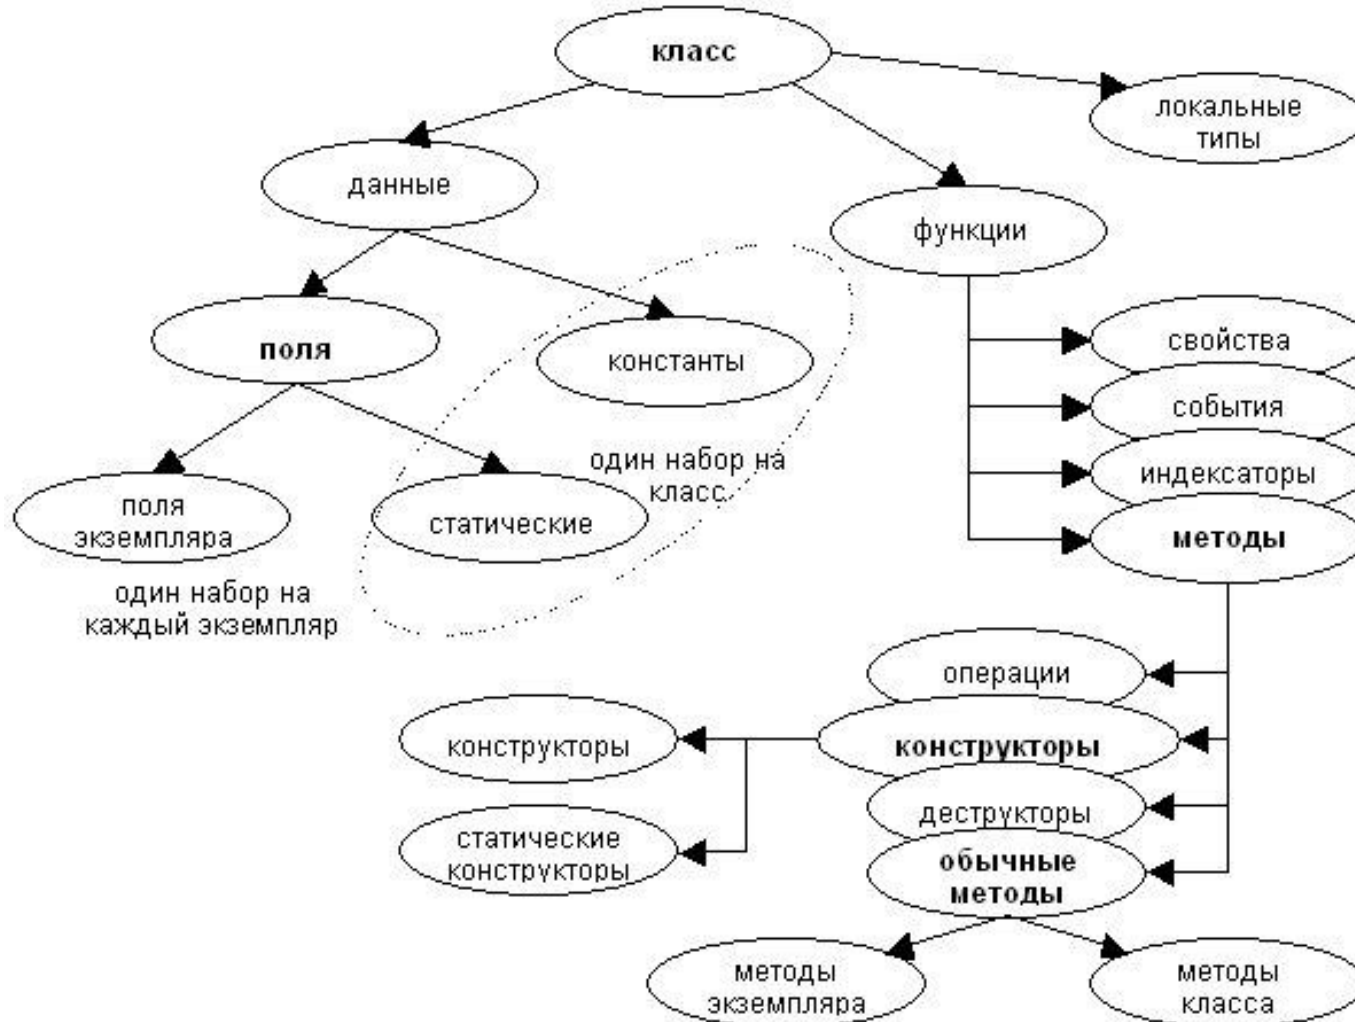 класс
локальные
типы
данные
функции
поля
константы
свойства
события
индексаторы
методы
один набор на
класс.
поля
экземпляра
статические
один набор на
каждый экземпляр
операции
конструкторы
конструкторы
деструкторы
статические
конструкторы
обычные
методы
методы
экземпляра
методы
класса